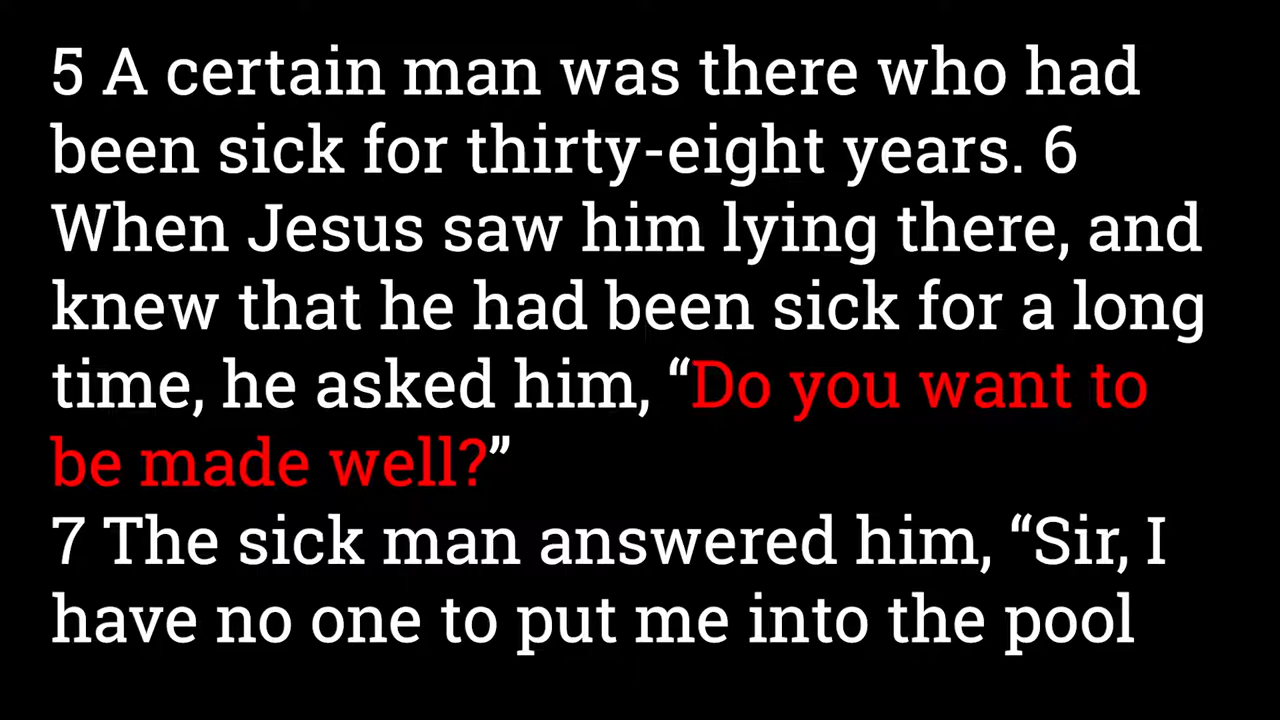 5 A certain man was there who had
been sick for thirty-eight years. 6
When Jesus saw him lying there, and
knew that he had been sick for a long
time, he asked him, “Do you want to
be made well?”
7 The sick man answered him, “Sir, I
have no one to put me into the pool